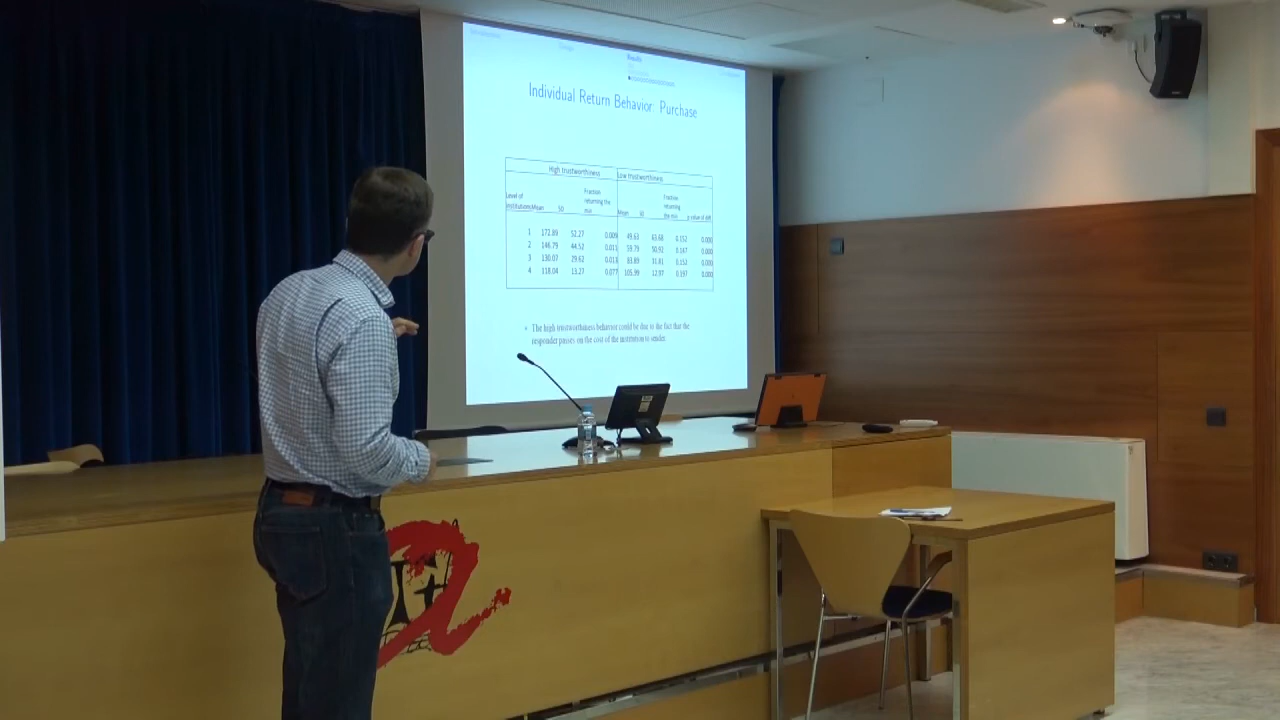 Results
Individual Return Behavior: Purchase
High trustworthiness Low trustworthiness
Level of institutions Mean SD Fraction returning the min Mean SD Fraction returning the min p value of diff
1 172.89 52.27 0.009 49.63 63.68 0.152 0.000
2 146.79 44.52 0.011 59.79 50.92 0.147 0.000
3 130.07 29.62 0.011 83.89 31.81 0.152 0.000
4 118.04 13.27 0.077 105.99 12.97 0.197 0.000
• The high trustworthiness behavior could be due to the fact that the
responder passes on the cost of the institution to sender.